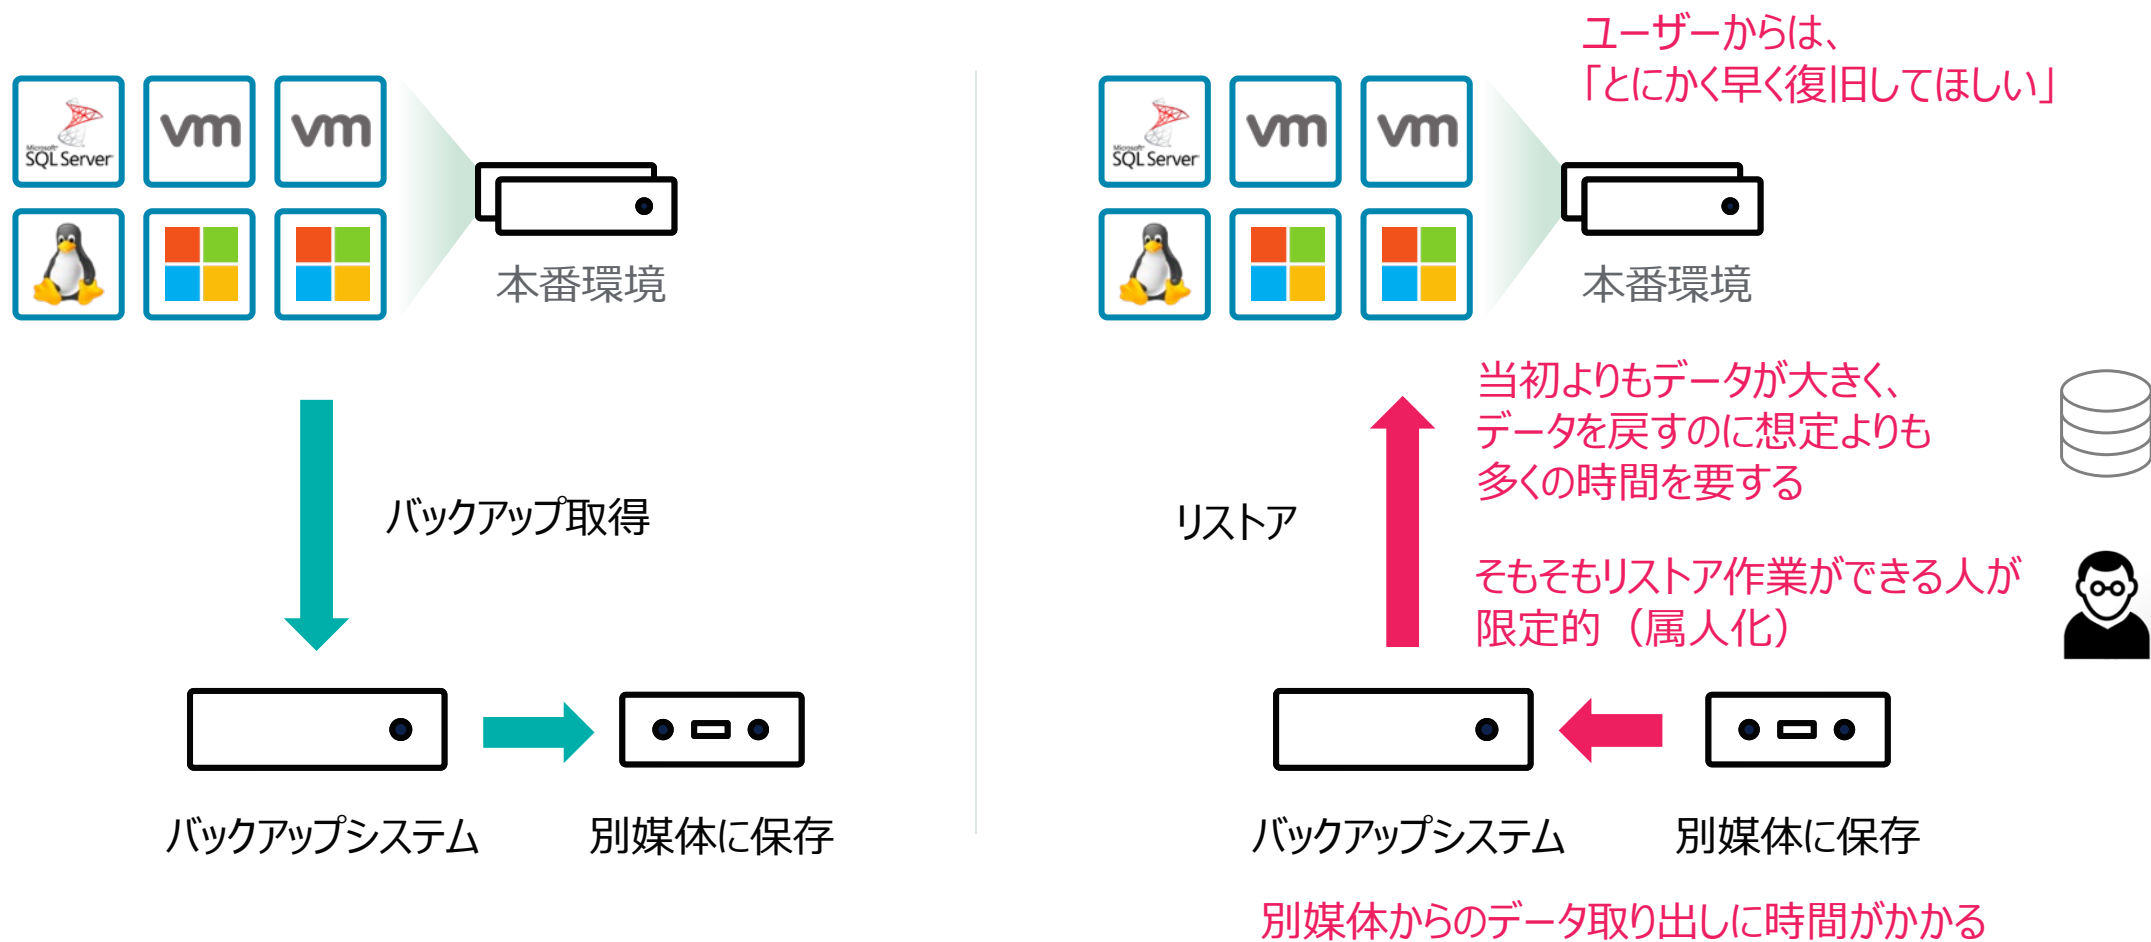 Microsoft
SQL Server
vm
vm
本番環境
バックアップ取得
バックアップシステム
別媒体に保存
ユーザーからは、
「とにかく早く復旧してほしい」
Microsoft
SQL Server
vm
vm
本番環境
当初よりもデータが大きく、
データを戻すのに想定よりも
多くの時間を要する
リストア
そもそもリストア作業ができる人が
限定的（属人化）
バックアップシステム
別媒体に保存
別媒体からのデータ取り出しに時間がかかる